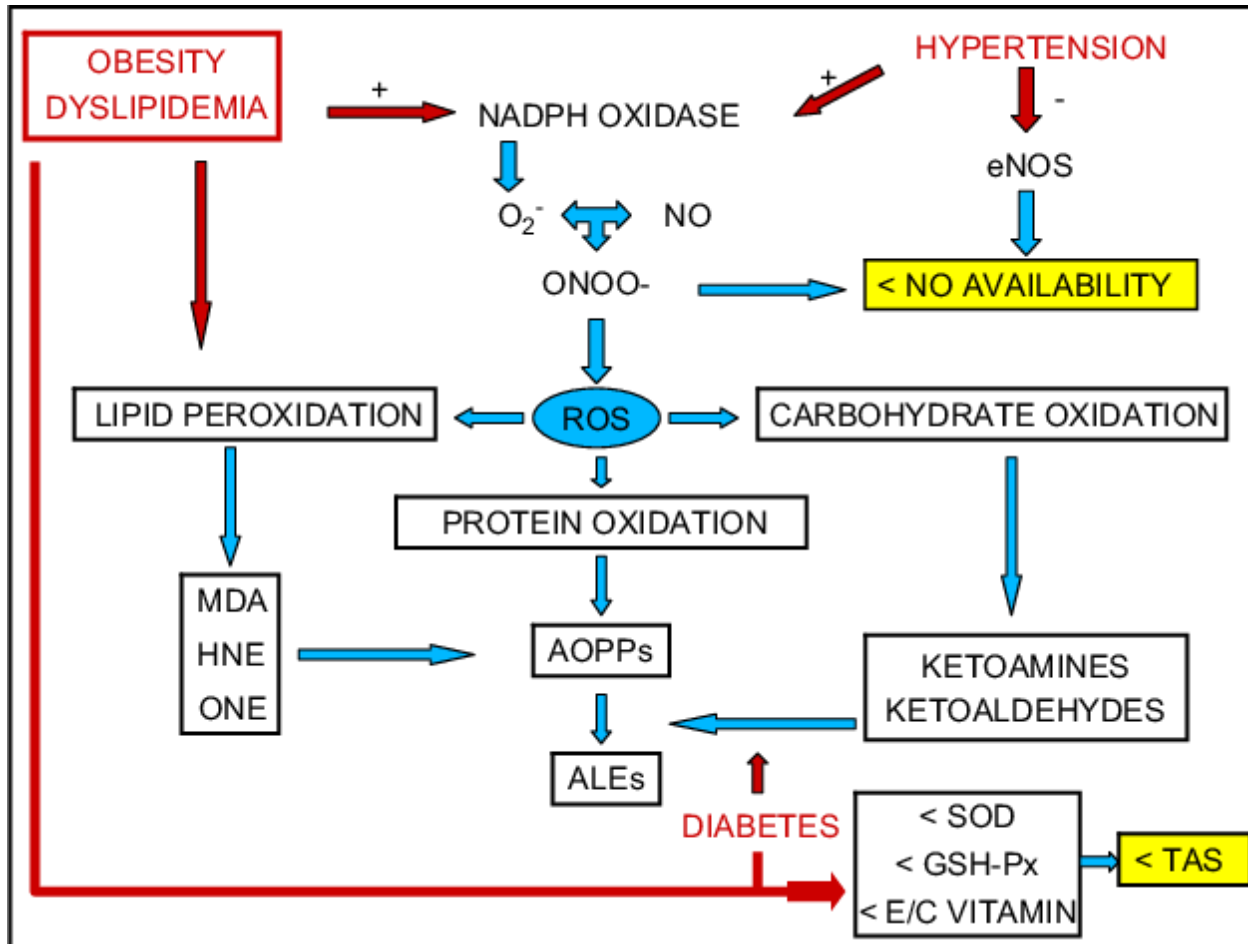 OBESITY
DYSLIPIDEMIA
HYPERTENSION
+
+
-
NADPH OXIDASE
eNOS
O₂⁻
NO
ONOO-
< NO AVAILABILITY
LIPID PEROXIDATION
ROS
CARBOHYDRATE OXIDATION
PROTEIN OXIDATION
MDA
HNE
ONE
AOPPs
KETOAMINES
KETOALDEHYDES
ALEs
DIABETES
< SOD
< GSH-Px
< E/C VITAMIN
< TAS